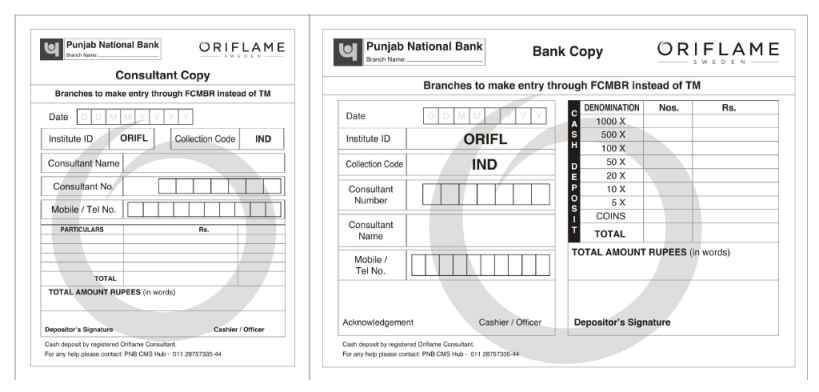 Punjab National Bank
Branch Name:
ORIFLAME
SWEDEN
Consultant Copy
Branches to make entry through FCMBR instead of TM
Date D D M M Y Y Y Y
Institute ID ORIFL Collection Code IND
Consultant Name
Consultant No.
Mobile / Tel No.
PARTICULARS Rs.
TOTAL
TOTAL AMOUNT RUPEES (in words)
Depositor's Signature Cashier / Officer
Cash deposit by registered Oriflame Consultant.
For any help please contact: PNB CMS Hub - 011 28757335-44
Punjab National Bank
Branch Name:
Bank Copy
ORIFLAME
SWEDEN
Branches to make entry through FCMBR instead of TM
Date D D M M Y Y Y Y
Institute ID ORIFL
Collection Code IND
Consultant
Number
Consultant
Name
Mobile /
Tel No.
Acknowledgement Cashier / Officer
CASH DEPOSIT
DENOMINATION Nos. Rs.
1000 X
500 X
100 X
50 X
20 X
10 X
5 X
COINS
TOTAL
TOTAL AMOUNT RUPEES (in words)
Depositor's Signature
Cash deposit by registered Oriflame Consultant.
For any help please contact: PNB CMS Hub - 011 28757335-44